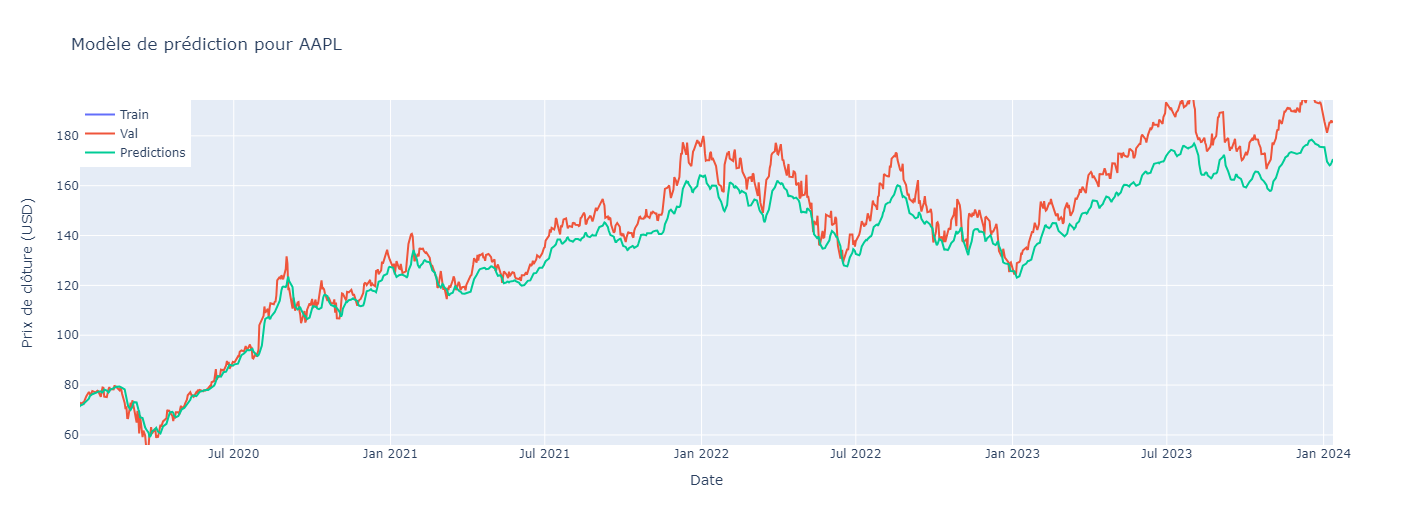 Modèle de prédiction pour AAPL
Train
Val
Predictions
Prix de clôture (USD)
180
160
140
120
100
80
60
Jul 2020
Jan 2021
Jul 2021
Jan 2022
Jul 2022
Jan 2023
Jul 2023
Jan 2024
Date